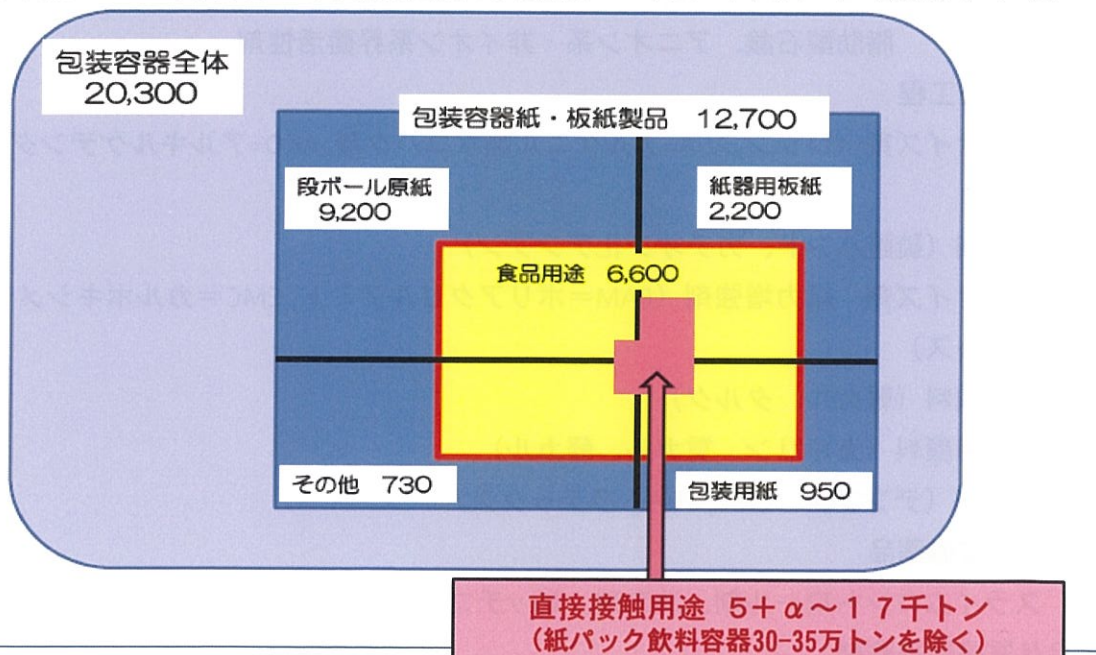 包装容器全体
20,300
包装容器紙・板紙製品 12,700
段ボール原紙
9,200
紙器用板紙
2,200
食品用途 6,600
その他 730
包装用紙 950
直接接触用途 5+α～17千トン
(紙パック飲料容器30-35万トンを除く)